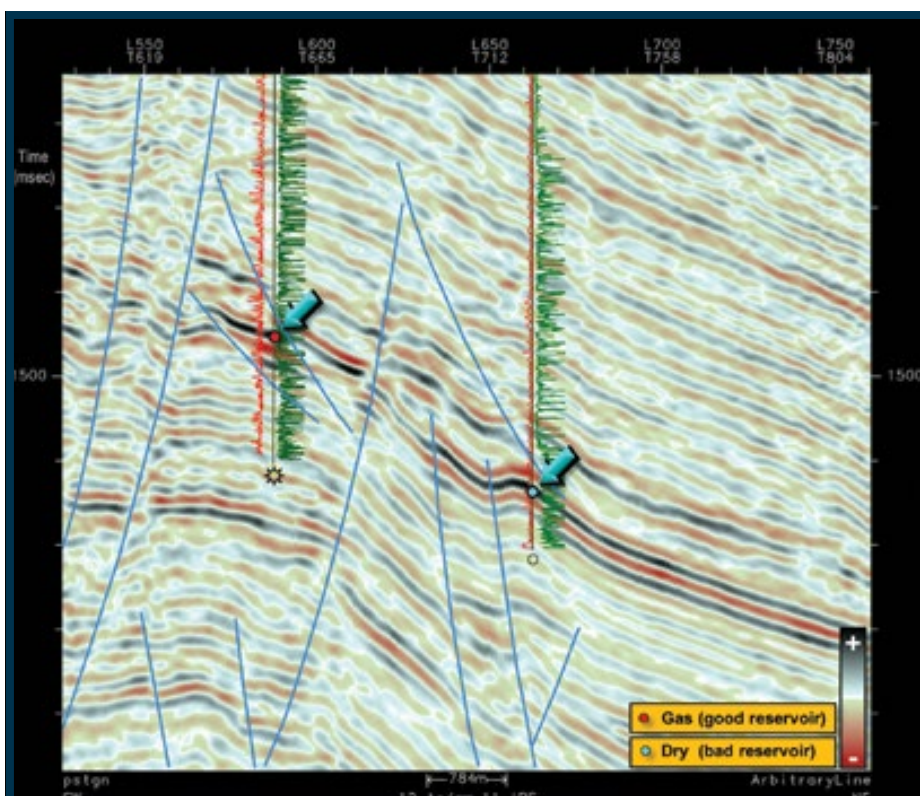 L550 L600 L650 L700 L750
T619 T665 T712 T758 T804
Time
(msec)
1500 1500
+
Gas (good reservoir)
Dry (bad reservoir)
-
pstgn 784m ArbitraryLine